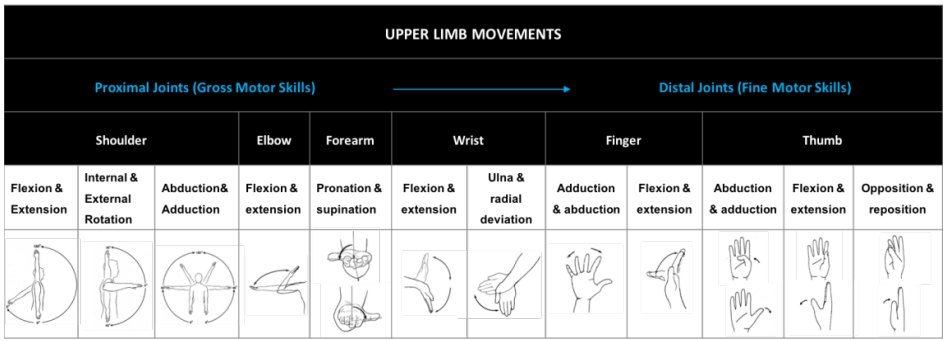 UPPER LIMB MOVEMENTS
Proximal Joints (Gross Motor Skills)
Distal Joints (Fine Motor Skills)
Shoulder
Elbow
Forearm
Wrist
Finger
Thumb
Flexion &
Extension
Internal &
External
Rotation
Abduction&
Adduction
Flexion &
extension
Pronation &
supination
Flexion &
extension
Ulna &
radial
deviation
Adduction
& abduction
Flexion &
extension
Abduction
& adduction
Flexion &
extension
Opposition &
reposition